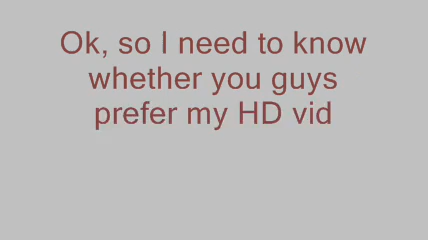 Ok, so I need to know
whether you guys
prefer my HD vid